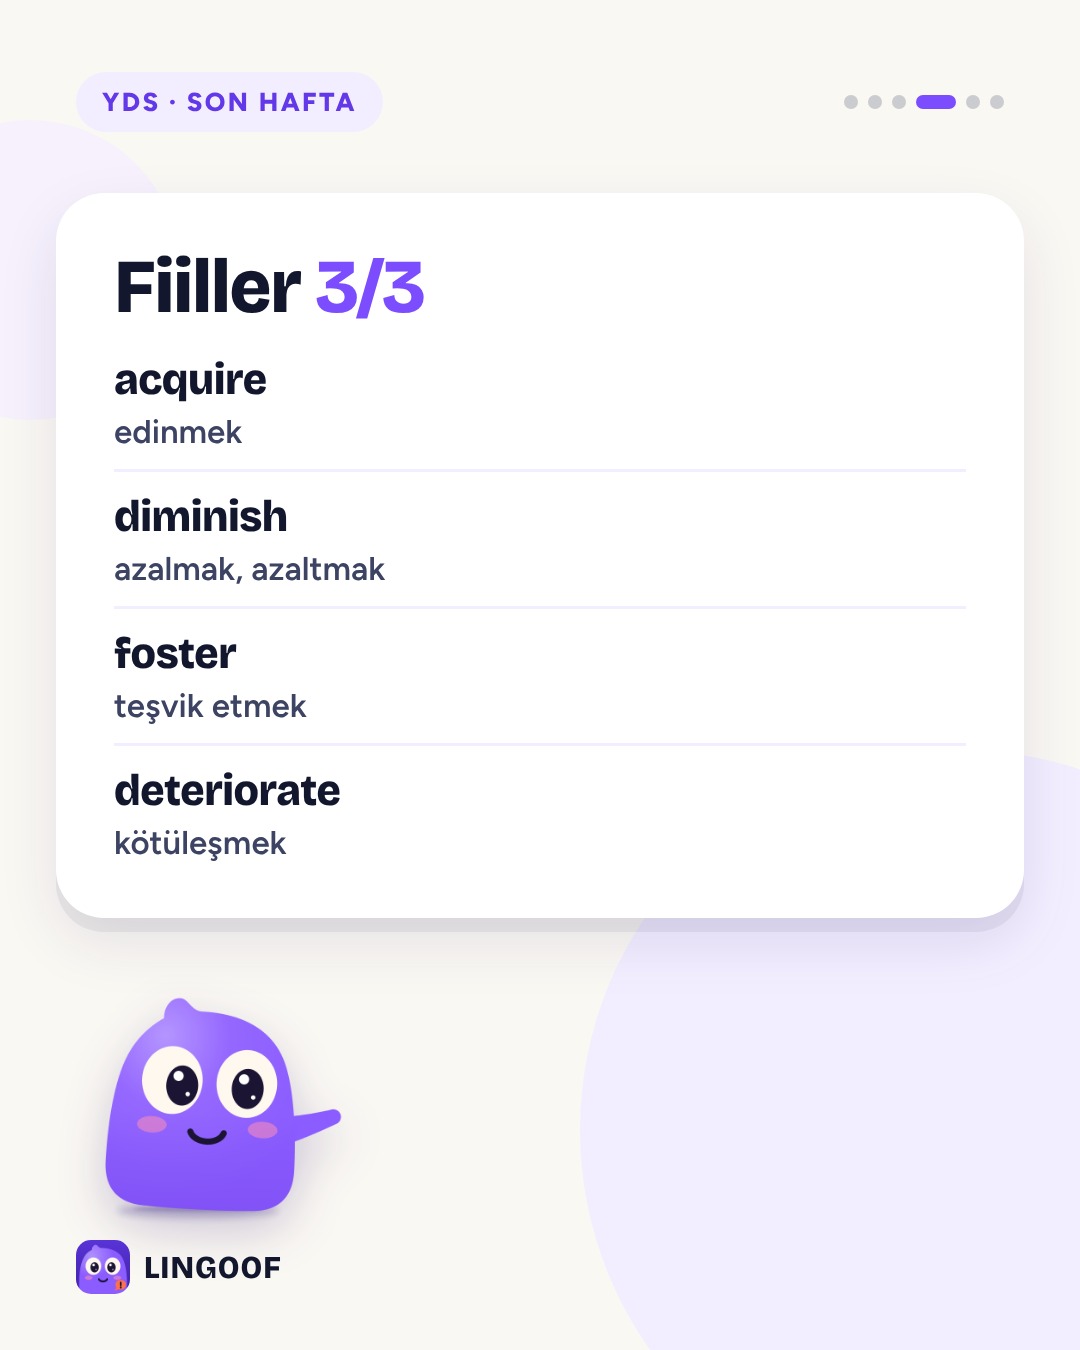 YDS · SON HAFTA
Fiiller 3/3
acquire
edinmek
diminish
azalmak, azaltmak
foster
teşvik etmek
deteriorate
kötüleşmek
LINGOOF